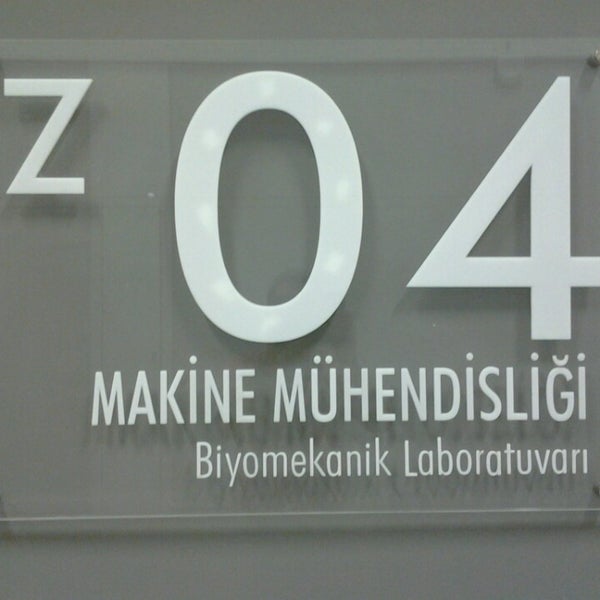 Z 04
MAKİNE MÜHENDİSLİĞİ
Biyomekanik Laboratuvarı